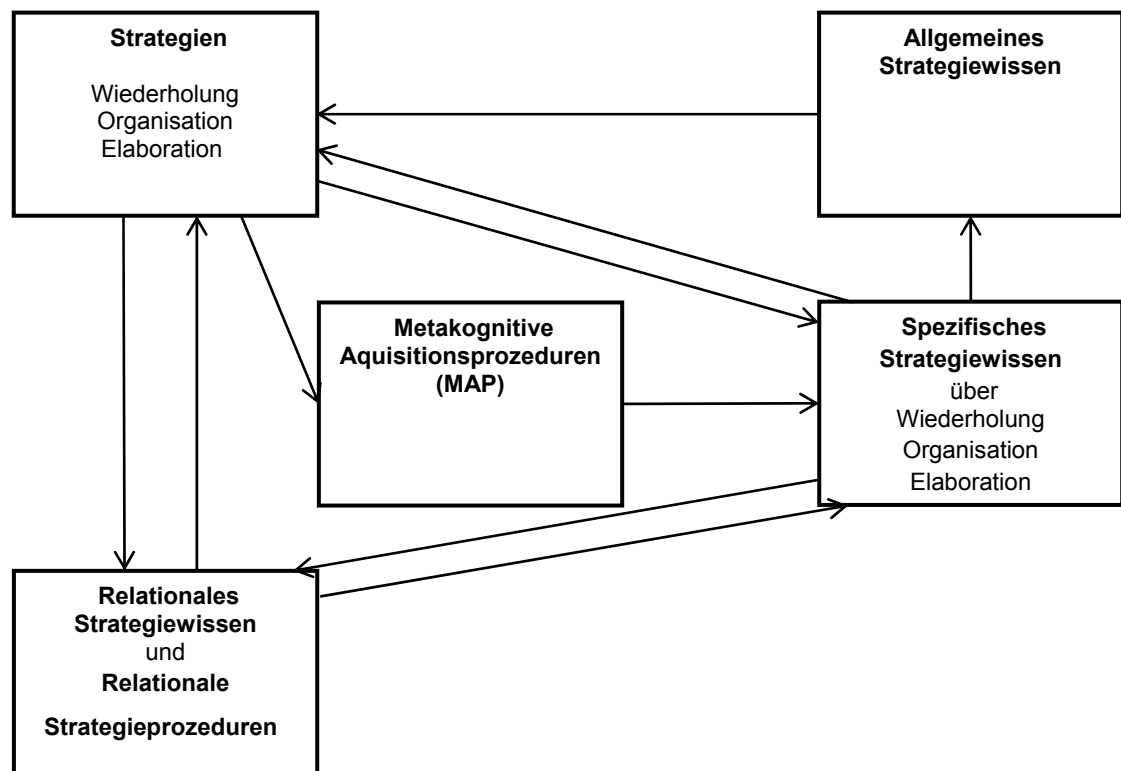 Strategien
Wiederholung
Organisation
Elaboration
Allgemeines
Strategiewissen
Metakognitive
Aquisitionsprozeduren
(MAP)
Spezifisches
Strategiewissen
über
Wiederholung
Organisation
Elaboration
Relationales
Strategiewissen
und
Relationale
Strategieprozeduren